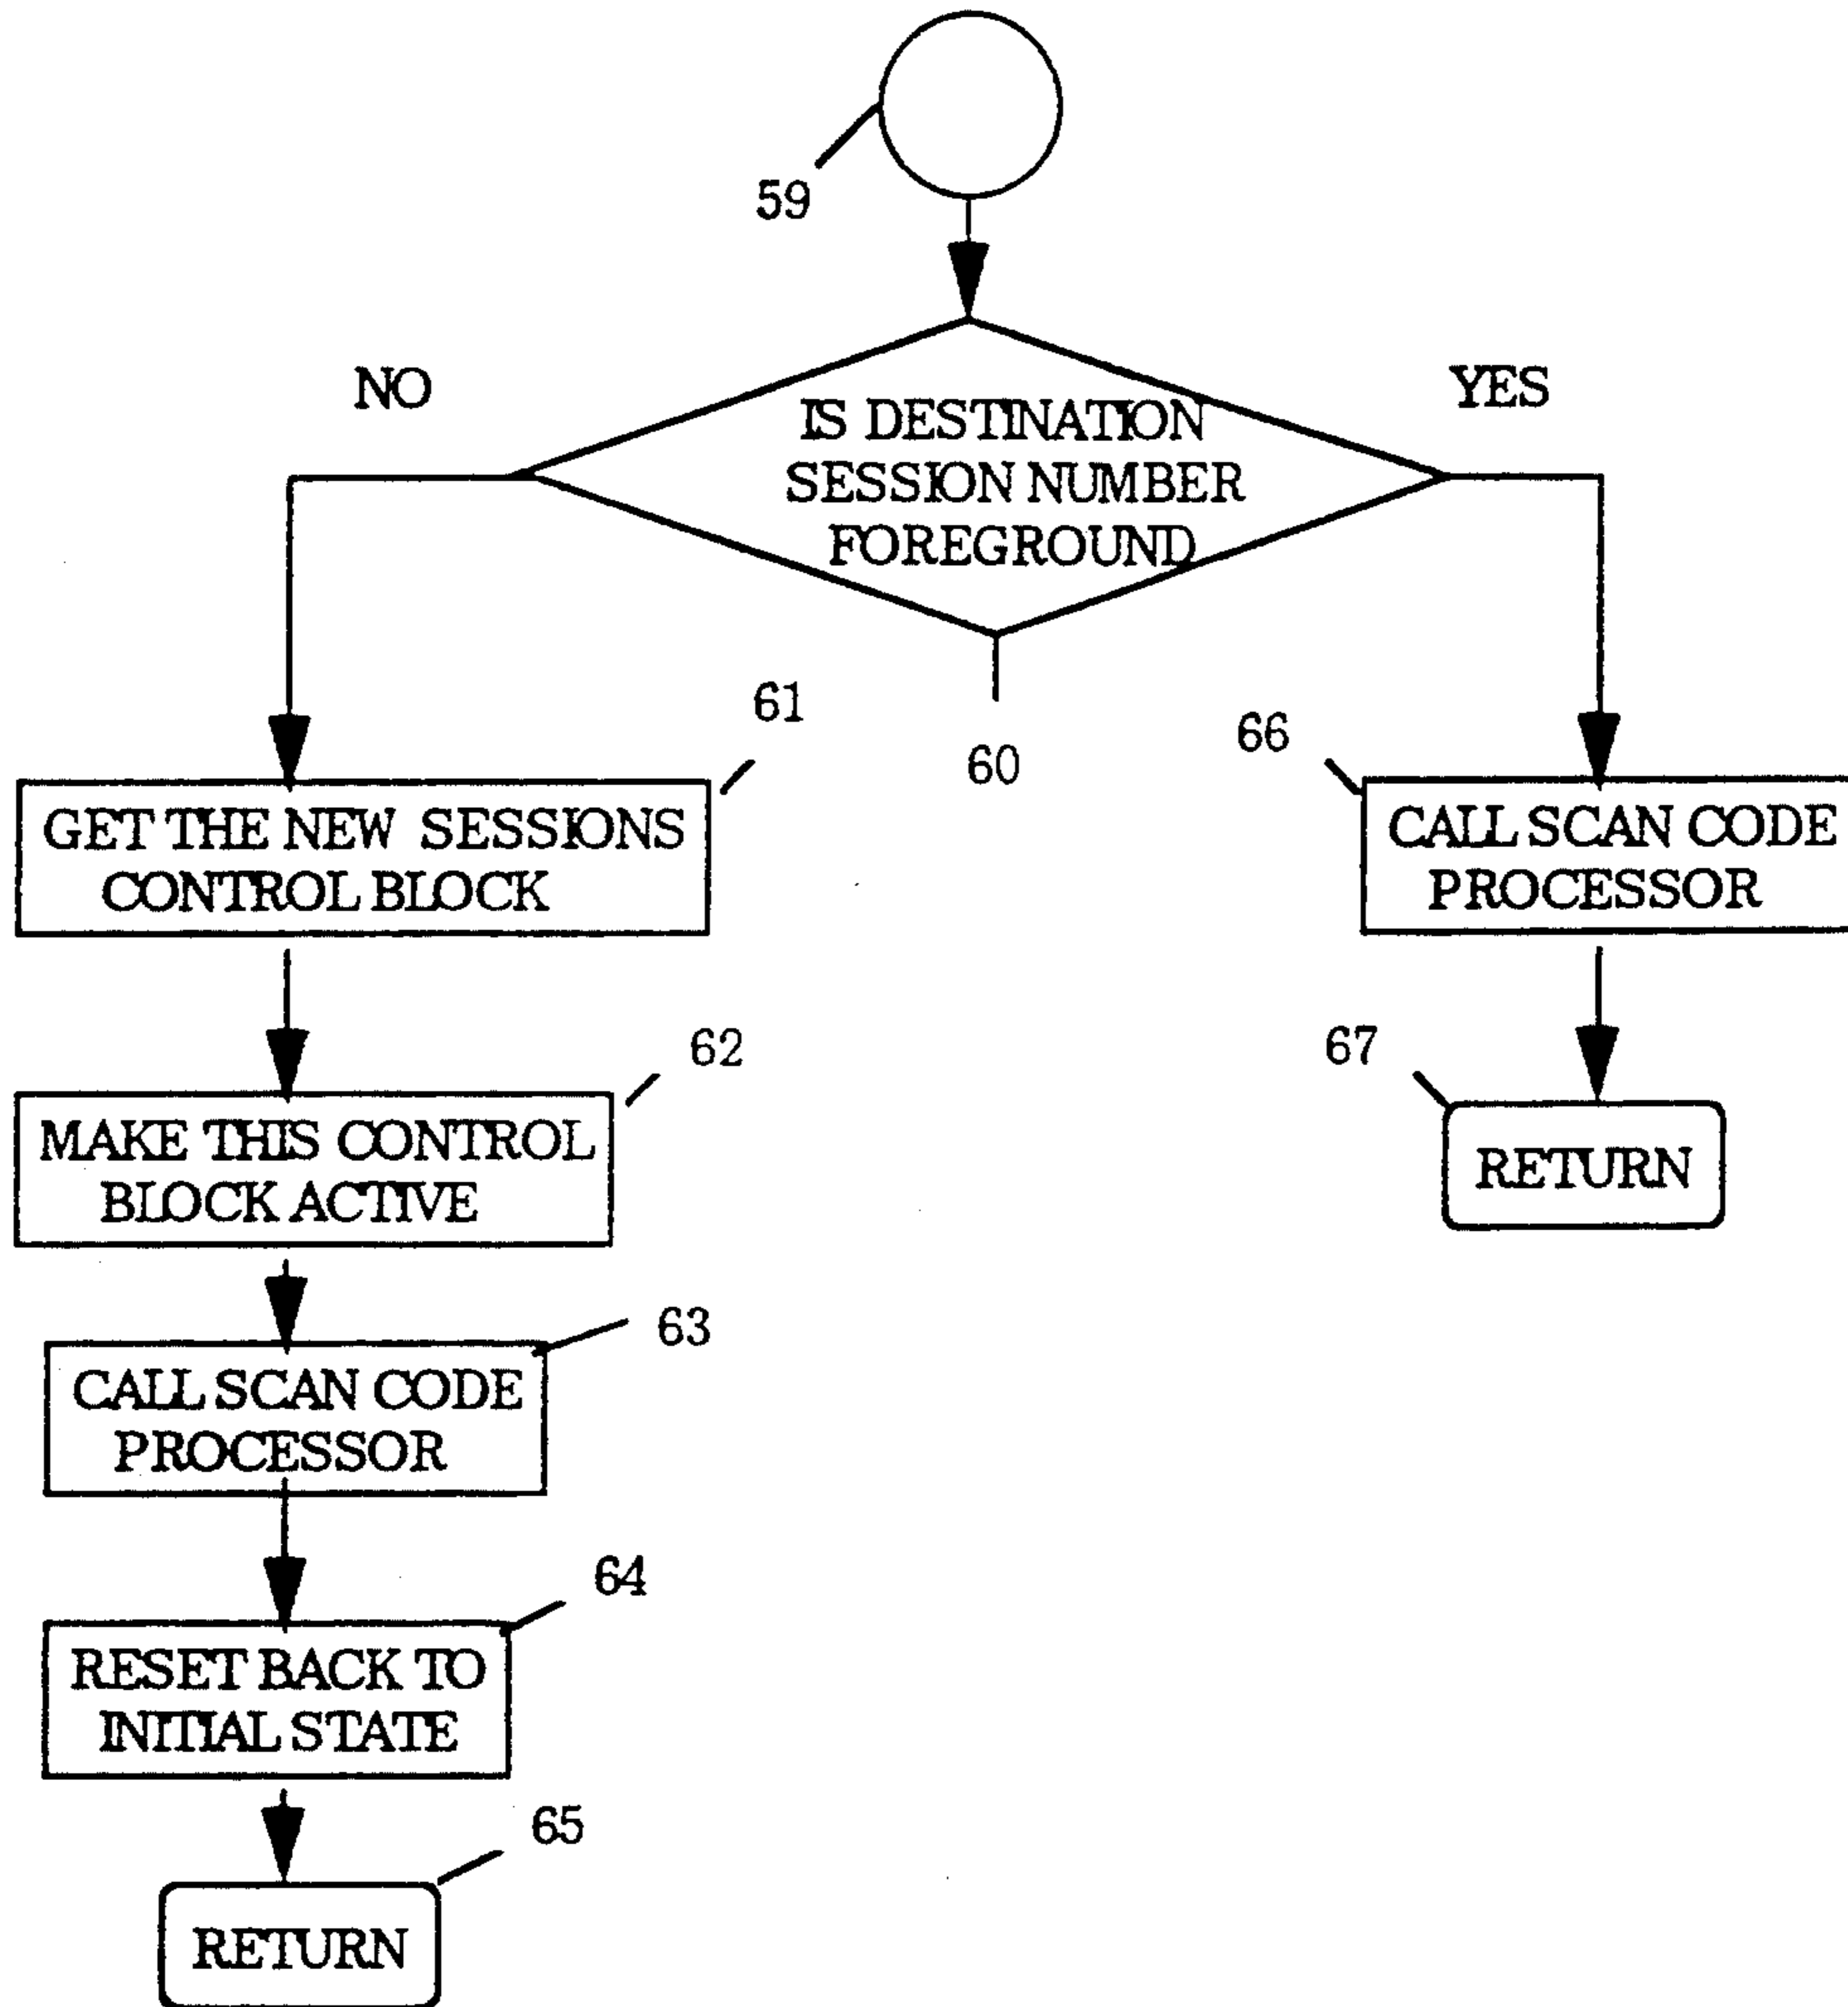 59
NO
YES
IS DESTINATION
SESSION NUMBER
FOREGROUND
60
61
GET THE NEW SESSIONS
CONTROL BLOCK
62
MAKE THIS CONTROL
BLOCK ACTIVE
63
CALL SCAN CODE
PROCESSOR
64
RESET BACK TO
INITIAL STATE
65
RETURN
66
CALL SCAN CODE
PROCESSOR
67
RETURN